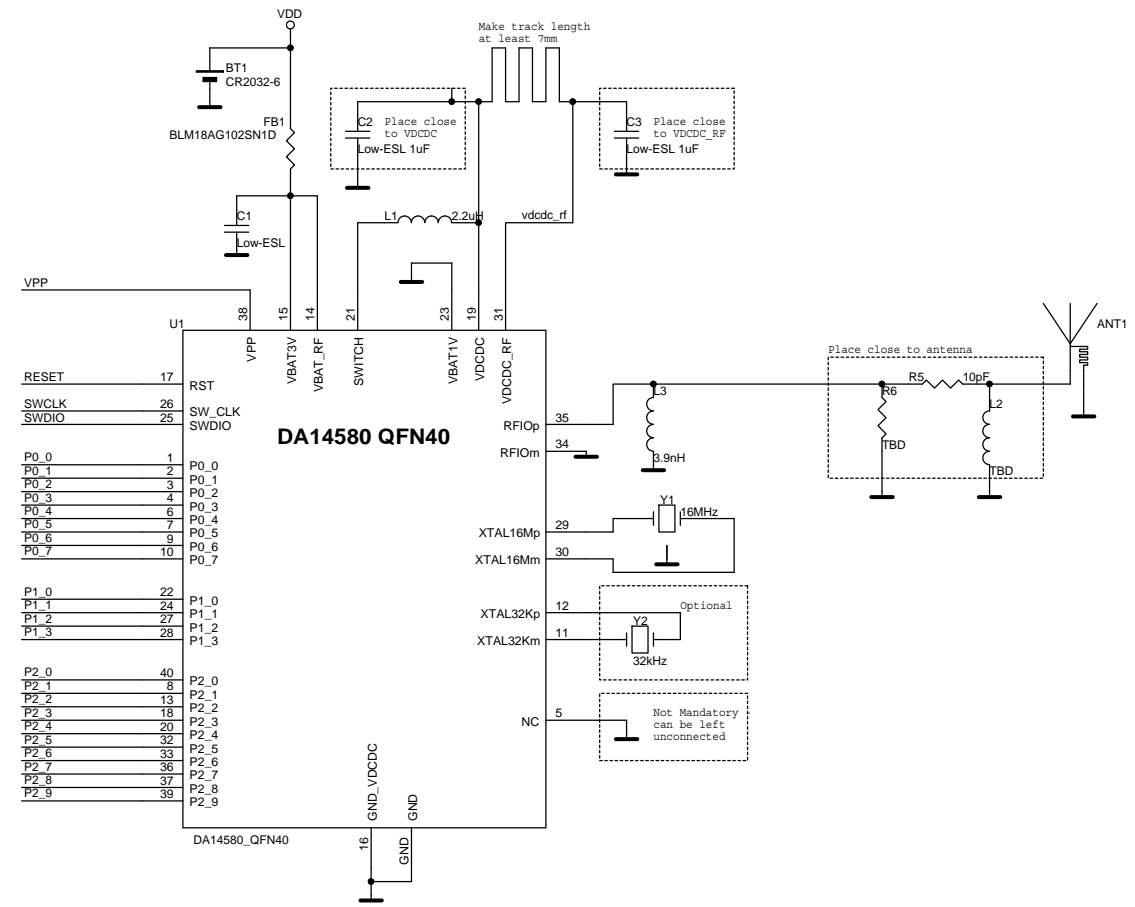 VDD
Make track length
at least 7mm
BT1
CR2032-6
FB1
BLM18AG102SN1D
C2
Place close
to VDCDC
Low-ESL 1uF
C3
Place close
to VDCDC_RF
Low-ESL 1uF
C1
Low-ESL
L1
2.2uH
vdcdc_rf
VPP
38
15
14
21
23
19
31
U1
VPP
VBAT3V
VBAT_RF
SWITCH
VBAT1V
VDCDC
VDCDC_RF
ANT1
Place close to antenna
R5
10pF
R6
TBD
L2
TBD
L3
3.9nH
RESET
17
RST
SWCLK
26
SW_CLK
SWDIO
25
SWDIO
DA14580 QFN40
RFIOp
35
RFIOm
34
P0_0
1
P0_0
P0_1
2
P0_1
P0_2
3
P0_2
P0_3
4
P0_3
P0_4
6
P0_4
P0_5
7
P0_5
P0_6
9
P0_6
P0_7
10
P0_7
Y1
16MHz
XTAL16Mp
29
XTAL16Mm
30
P1_0
22
P1_0
P1_1
24
P1_1
P1_2
27
P1_2
P1_3
28
P1_3
Optional
XTAL32Kp
12
XTAL32Km
11
Y2
32kHz
P2_0
40
P2_0
P2_1
8
P2_1
P2_2
13
P2_2
P2_3
18
P2_3
P2_4
20
P2_4
P2_5
32
P2_5
P2_6
33
P2_6
P2_7
36
P2_7
P2_8
37
P2_8
P2_9
39
P2_9
NC
5
Not Mandatory
can be left
unconnected
GND_VDCDC
GND
DA14580_QFN40
16
GND